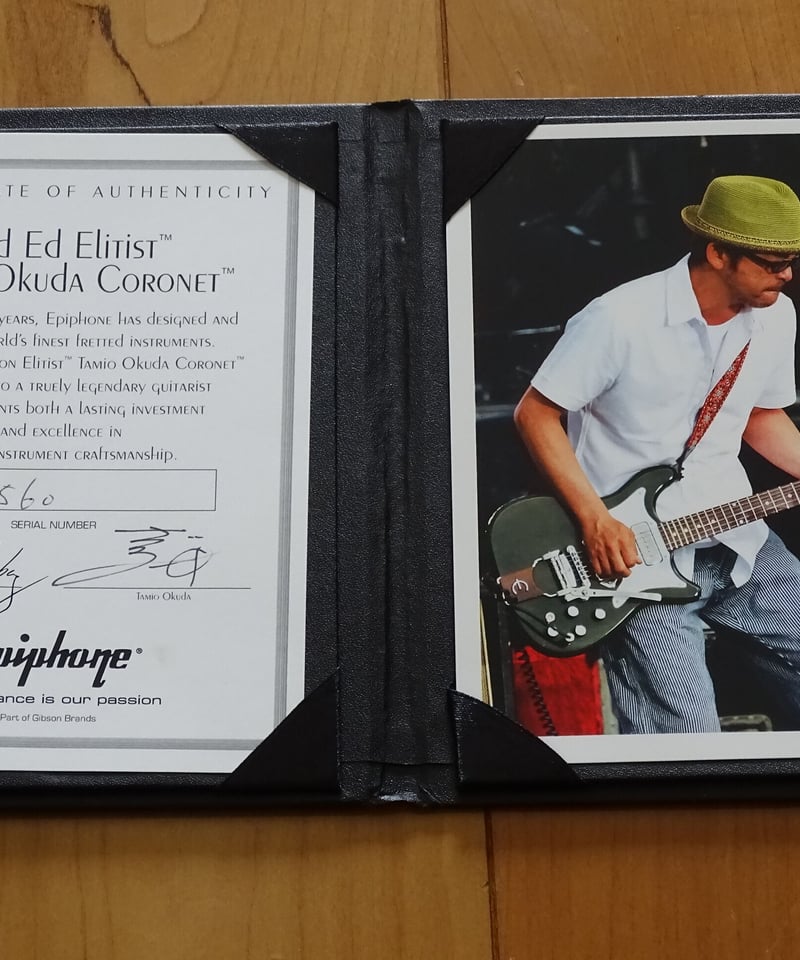 TE OF AUTHENTICITY
d Ed Elitist™
Okuda Coronet™
years, Epiphone has designed and
rld's finest fretted instruments.
on Elitist™ Tamio Okuda Coronet™
to a truely legendary guitarist
nts both a lasting investment
and excellence in
nstrument craftsmanship.
560
SERIAL NUMBER
Tamio Okuda
Epiphone®
ance is our passion
Part of Gibson Brands